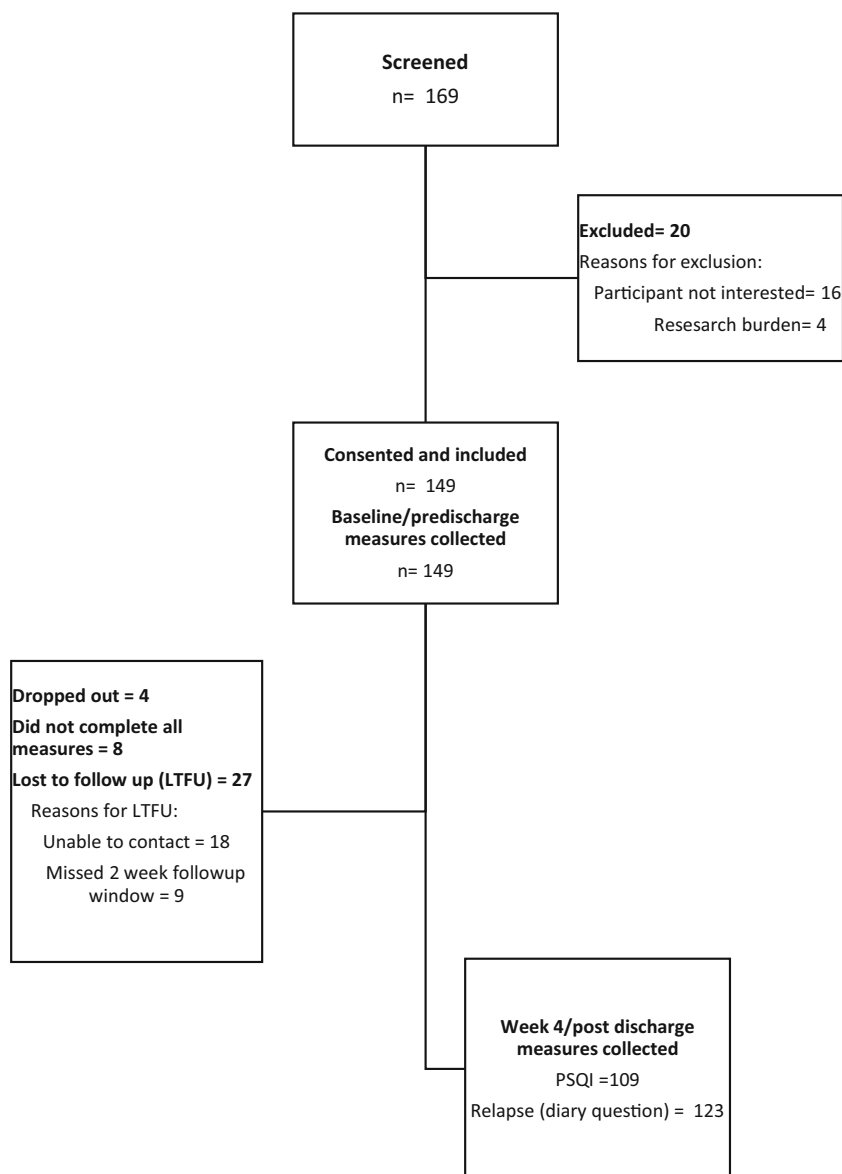 Screened
n= 169
Excluded= 20
Reasons for exclusion:
Participant not interested= 16
Resesarch burden= 4
Consented and included
n= 149
Baseline/predischarge
measures collected
n= 149
Dropped out = 4
Did not complete all
measures = 8
Lost to follow up (LTFU) = 27
Reasons for LTFU:
Unable to contact = 18
Missed 2 week followup
window = 9
Week 4/post discharge
measures collected
PSQI =109
Relapse (diary question) = 123